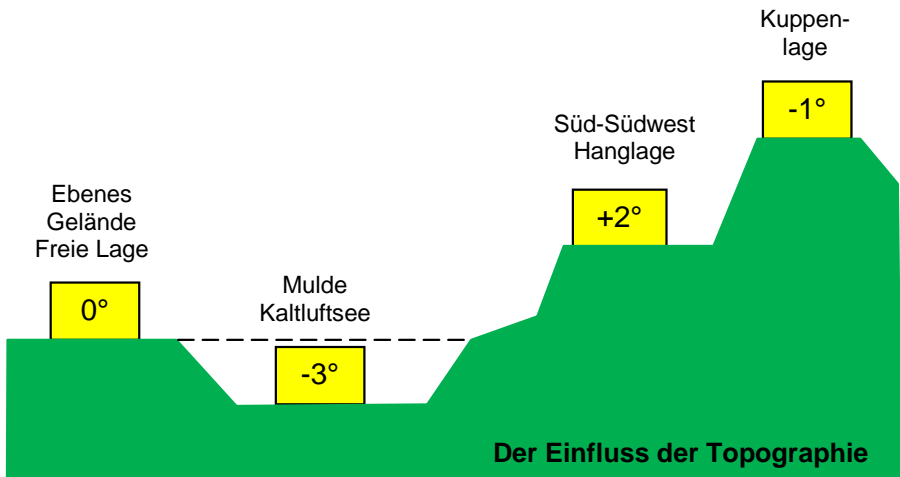 Kuppen-
lage
-1°
Süd-Südwest
Hanglage
+2°
Ebenes
Gelände
Freie Lage
0°
Mulde
Kaltluftsee
-3°
Der Einfluss der Topographie